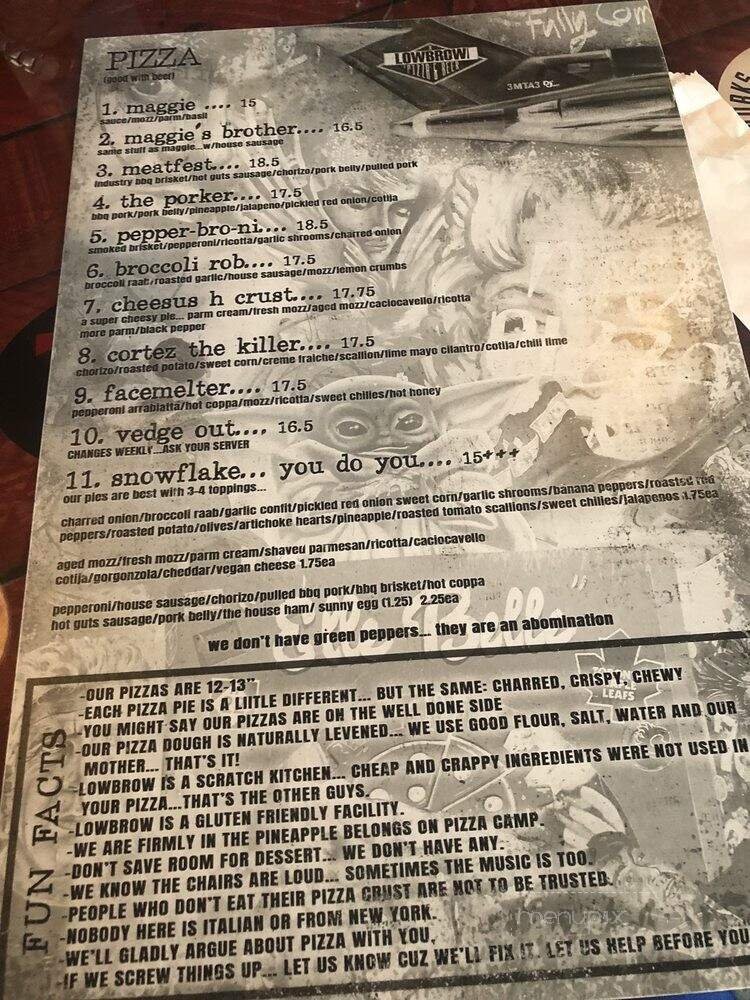 Fully Com
PIZZA
(good with beer)
LOWBROW
PIZZA & BEER
3MTA3
1. maggie .... 15
sauce/mozz/parm/basil
2. maggie's brother.... 16.5
same stuff as maggie...w/house sausage
3. meatfest.... 18.5
industry bbq brisket/hot guts sausage/chorizo/pork belly/pulled pork
4. the porker.... 17.5
bbq pork/pork belly/pineapple/jalapeno/pickled red onion/cotija
5. pepper-bro-ni.... 18.5
smoked brisket/pepperoni/ricotta/garlic shrooms/charred onion
6. broccoli rob.... 17.5
broccoli raab/roasted garlic/house sausage/mozz/lemon crumbs
7. cheesus h crust.... 17.75
a super cheesy pie... parm cream/fresh mozz/aged mozz/caciocavello/ricotta
more parm/black pepper
8. cortez the killer.... 17.5
chorizo/roasted potato/sweet corn/creme fraiche/scallion/lime mayo cilantro/cotija/chili lime
9. facemelter.... 17.5
pepperoni arrabiatta/hot coppa/mozz/ricotta/sweet chilles/hot honey
10. vedge out.... 16.5
CHANGES WEEKLY...ASK YOUR SERVER
11. snowflake... you do you.... 15+++
our pies are best with 3-4 toppings...
charred onion/broccoli raab/garlic confit/pickled red onion sweet corn/garlic shrooms/banana peppers/roasted red
peppers/roasted potato/olives/artichoke hearts/pineapple/roasted tomato scallions/sweet chilles/jalapenos 1.75ea
aged mozz/fresh mozz/parm cream/shaved parmesan/ricotta/caciocavello
cotija/gorgonzola/cheddar/vegan cheese 1.75ea
pepperoni/house sausage/chorizo/pulled bbq pork/bbq brisket/hot coppa
hot guts sausage/pork belly/the house ham/ sunny egg (1.25) 2.25ea
Elle Belle"
we don't have green peppers... they are an abomination
LEAFS
FUN FACTS
-OUR PIZZAS ARE 12-13"
-EACH PIZZA PIE IS A LIITLE DIFFERENT... BUT THE SAME: CHARRED, CRISPY, CHEWY
-YOU MIGHT SAY OUR PIZZAS ARE ON THE WELL DONE SIDE
-OUR PIZZA DOUGH IS NATURALLY LEVENED... WE USE GOOD FLOUR, SALT, WATER AND OUR
MOTHER... THAT'S IT!
-LOWBROW IS A SCRATCH KITCHEN... CHEAP AND CRAPPY INGREDIENTS WERE NOT USED IN
YOUR PIZZA...THAT'S THE OTHER GUYS.
-LOWBROW IS A GLUTEN FRIENDLY FACILITY.
-WE ARE FIRMLY IN THE PINEAPPLE BELONGS ON PIZZA CAMP.
-DON'T SAVE ROOM FOR DESSERT... WE DON'T HAVE ANY.
-WE KNOW THE CHAIRS ARE LOUD... SOMETIMES THE MUSIC IS TOO.
-PEOPLE WHO DON'T EAT THEIR PIZZA CRUST ARE NOT TO BE TRUSTED.
-NOBODY HERE IS ITALIAN OR FROM NEW YORK.
-WE'LL GLADLY ARGUE ABOUT PIZZA WITH YOU,
-IF WE SCREW THINGS UP... LET US KNOW CUZ WE'LL FIX IT. LET US HELP BEFORE YOU
menupix